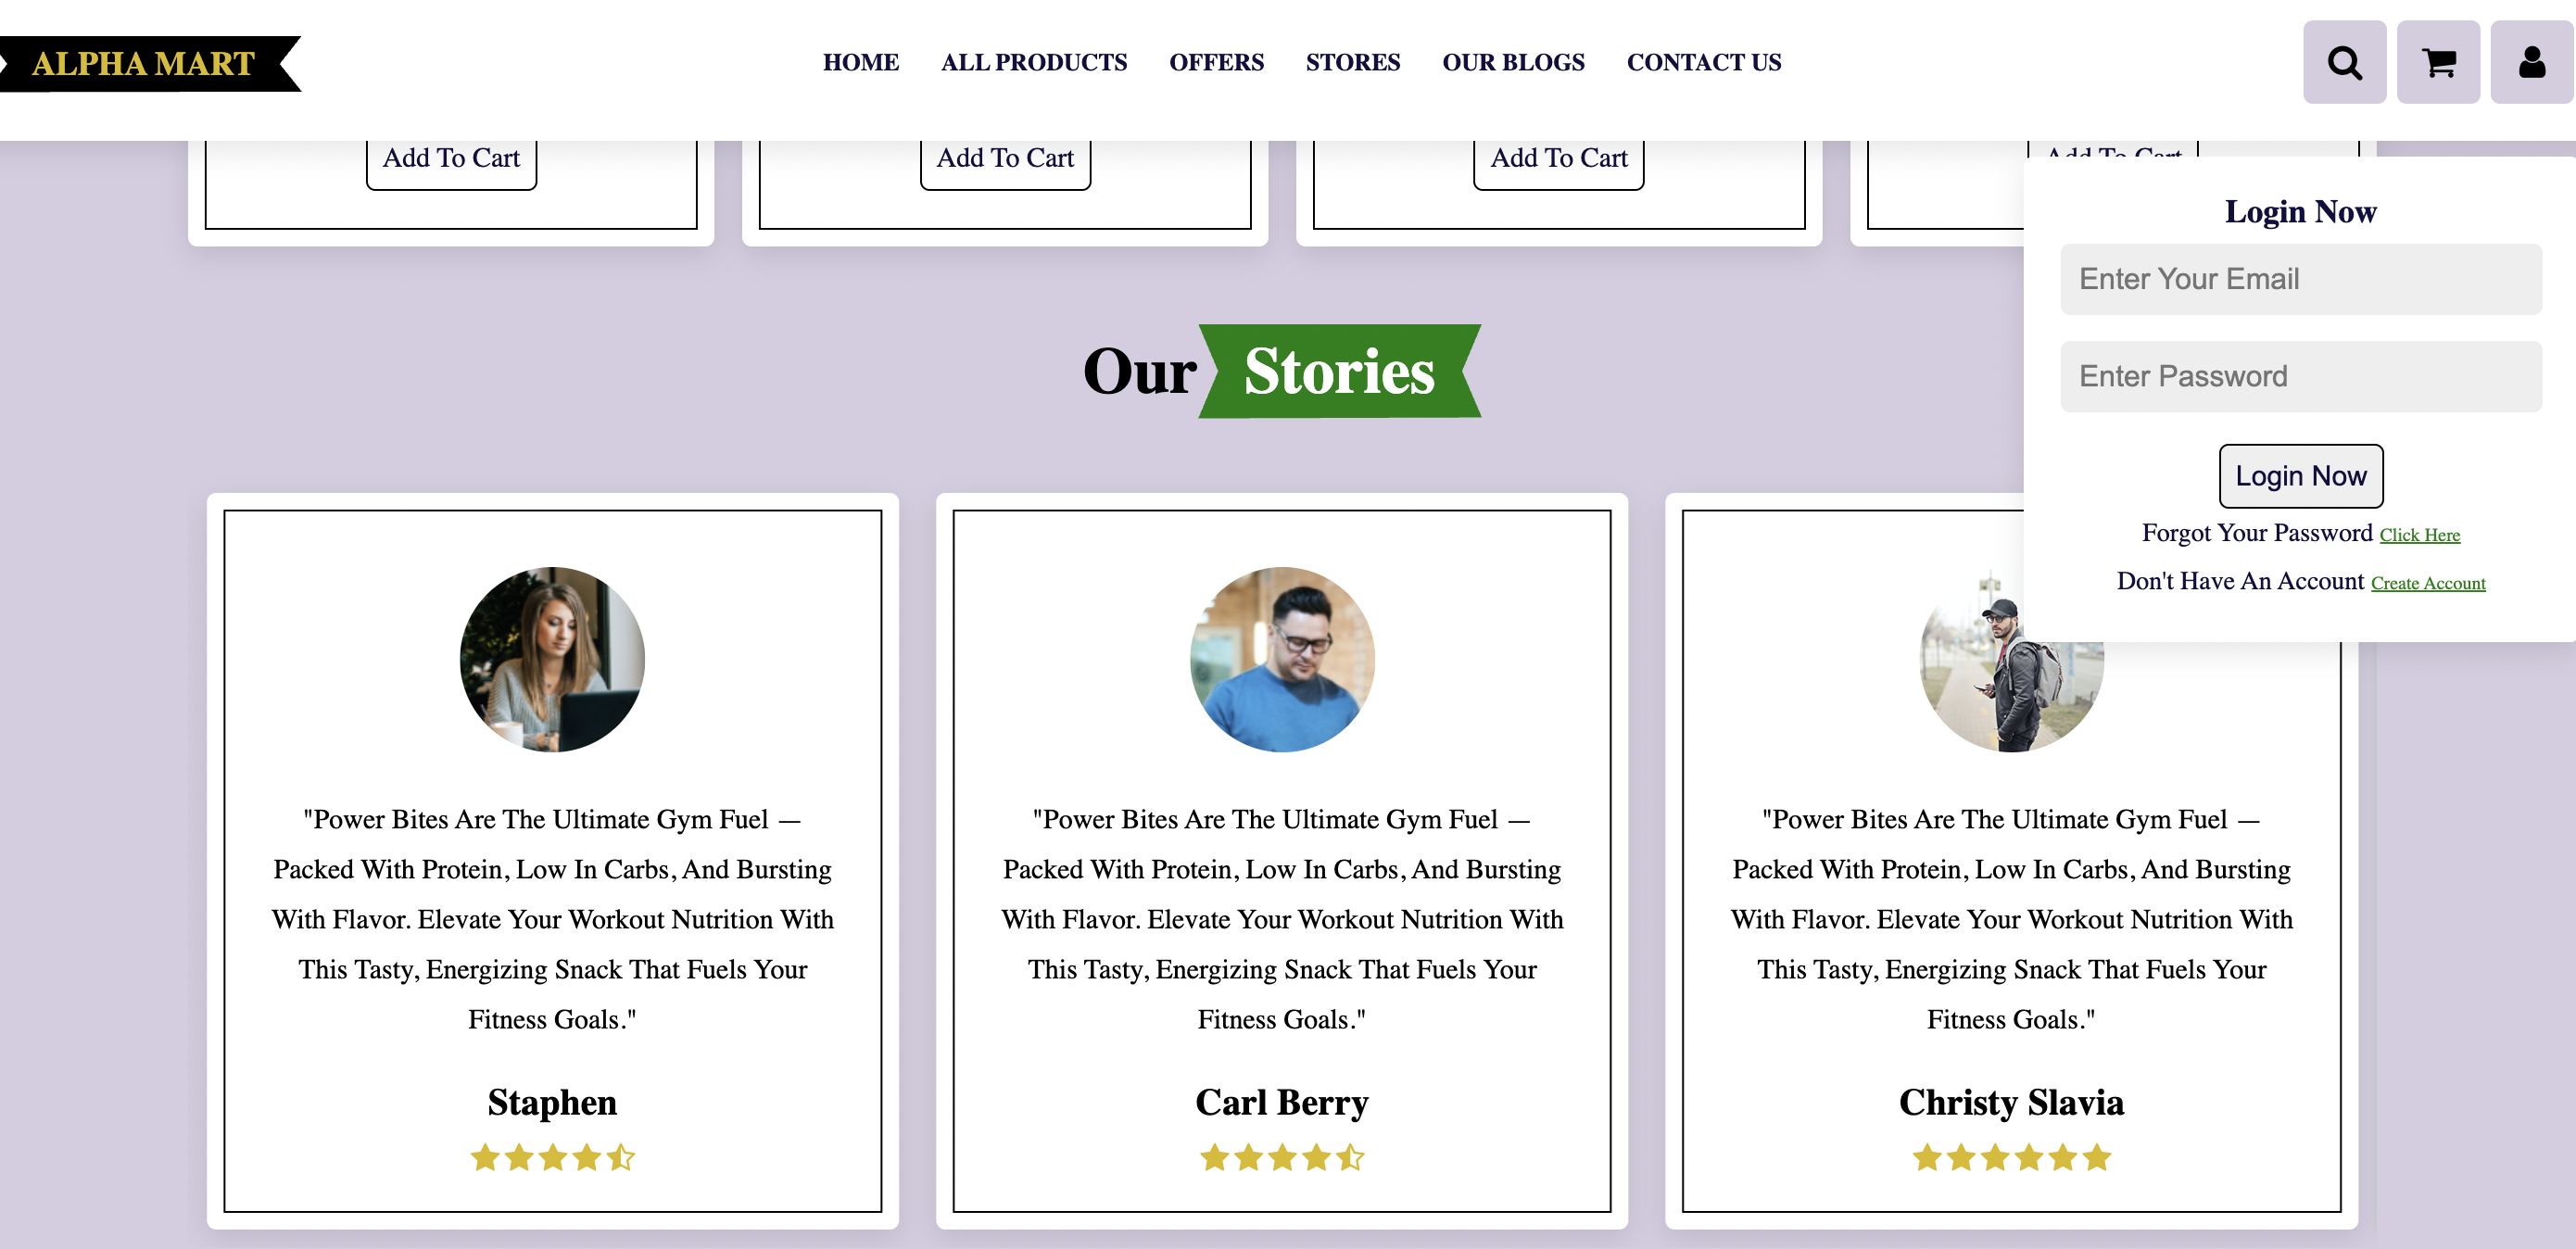 ALPHA MART
HOME ALL PRODUCTS OFFERS STORES OUR BLOGS CONTACT US
Add To Cart Add To Cart Add To Cart Add To Cart
Login Now
Enter Your Email
Enter Password
Login Now
Forgot Your Password Click Here
Don't Have An Account Create Account
Our Stories
"Power Bites Are The Ultimate Gym Fuel —
Packed With Protein, Low In Carbs, And Bursting
With Flavor. Elevate Your Workout Nutrition With
This Tasty, Energizing Snack That Fuels Your
Fitness Goals."
Staphen
"Power Bites Are The Ultimate Gym Fuel —
Packed With Protein, Low In Carbs, And Bursting
With Flavor. Elevate Your Workout Nutrition With
This Tasty, Energizing Snack That Fuels Your
Fitness Goals."
Carl Berry
"Power Bites Are The Ultimate Gym Fuel —
Packed With Protein, Low In Carbs, And Bursting
With Flavor. Elevate Your Workout Nutrition With
This Tasty, Energizing Snack That Fuels Your
Fitness Goals."
Christy Slavia